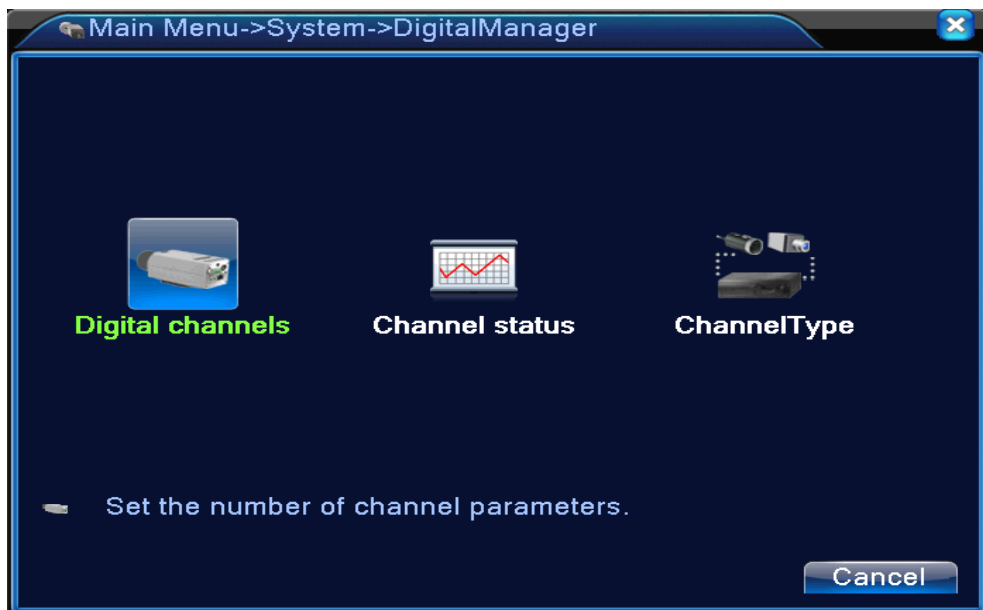 Main Menu->System->DigitalManager
Digital channels
Channel status
ChannelType
Set the number of channel parameters.
Cancel